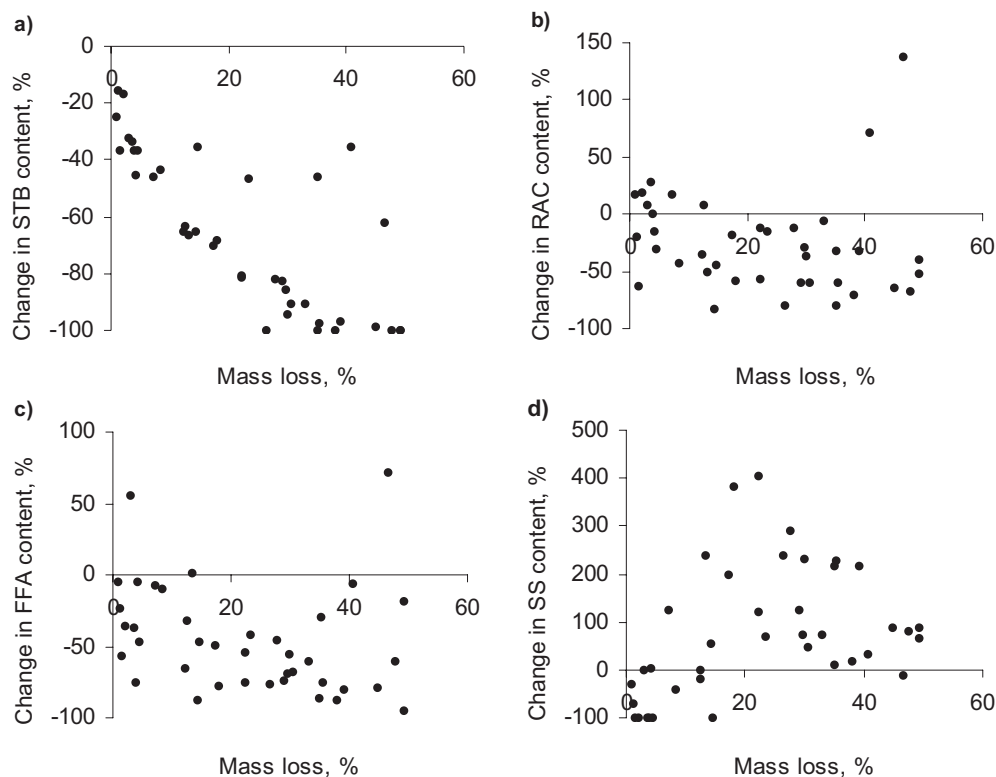 a)
Change in STB content, %
0
-20
-40
-60
-80
-100
0 20 40 60
Mass loss, %
b)
Change in RAC content, %
150
100
50
0
-50
-100
0 20 40 60
Mass loss, %
c)
Change in FFA content, %
100
50
0
-50
-100
0 20 40 60
Mass loss, %
d)
Change in SS content, %
500
400
300
200
100
0
-100
0 20 40 60
Mass loss, %